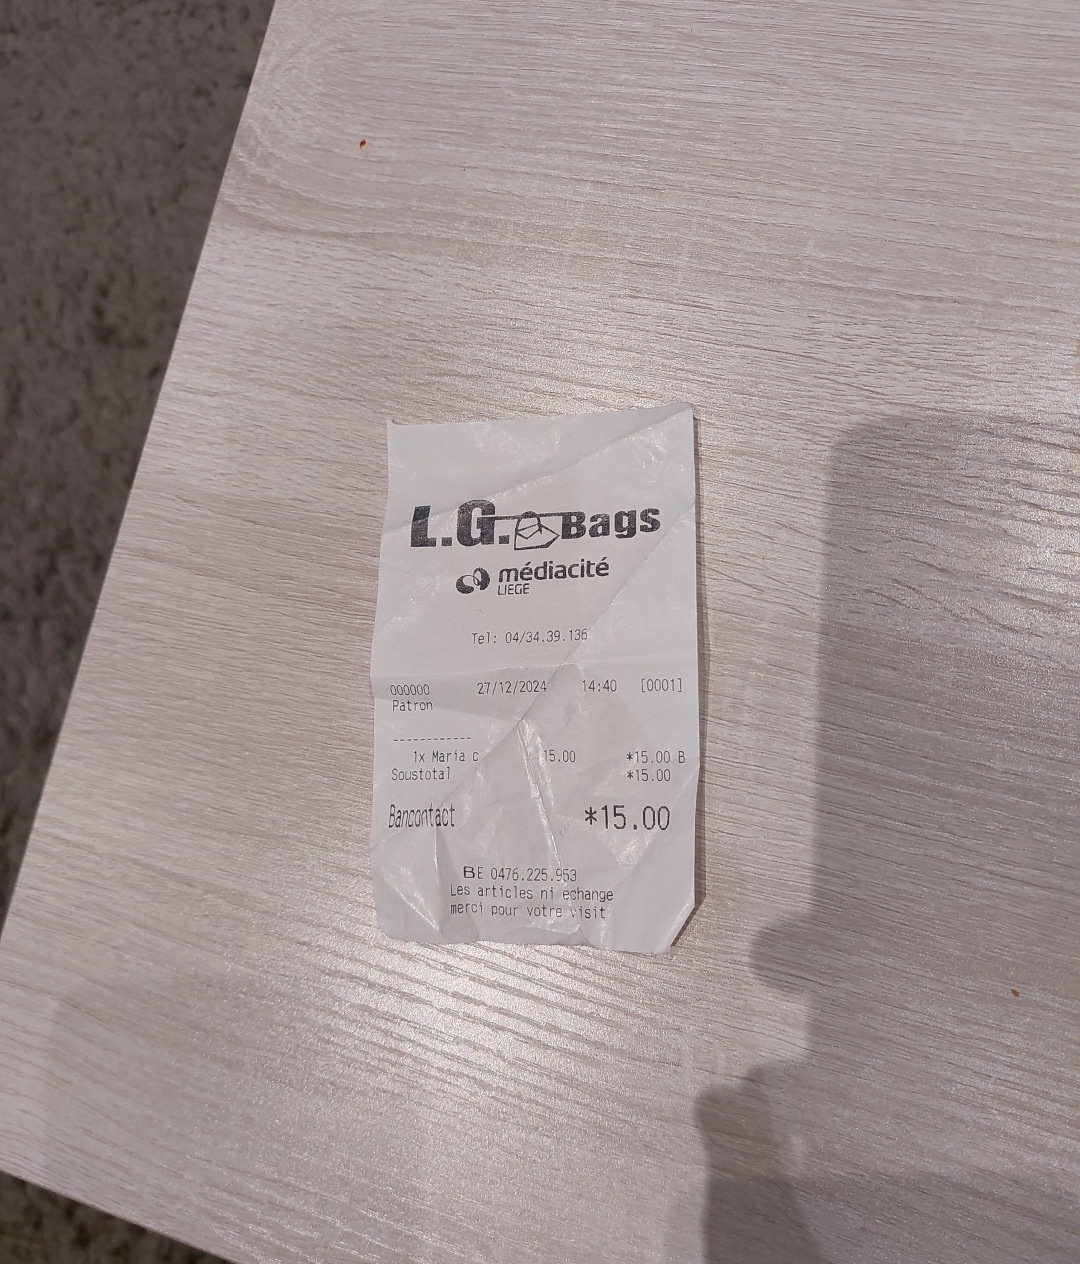 L.G. Bags
médiacité
LIEGE
Tel: 04/34.39.136
000000 27/12/2024 14:40 [0001]
Patron
------------
1x Maria c 15.00 *15.00 B
Soustotal *15.00
Bancontact *15.00
BE 0476.225.953
Les articles ni echange
merci pour votre visit